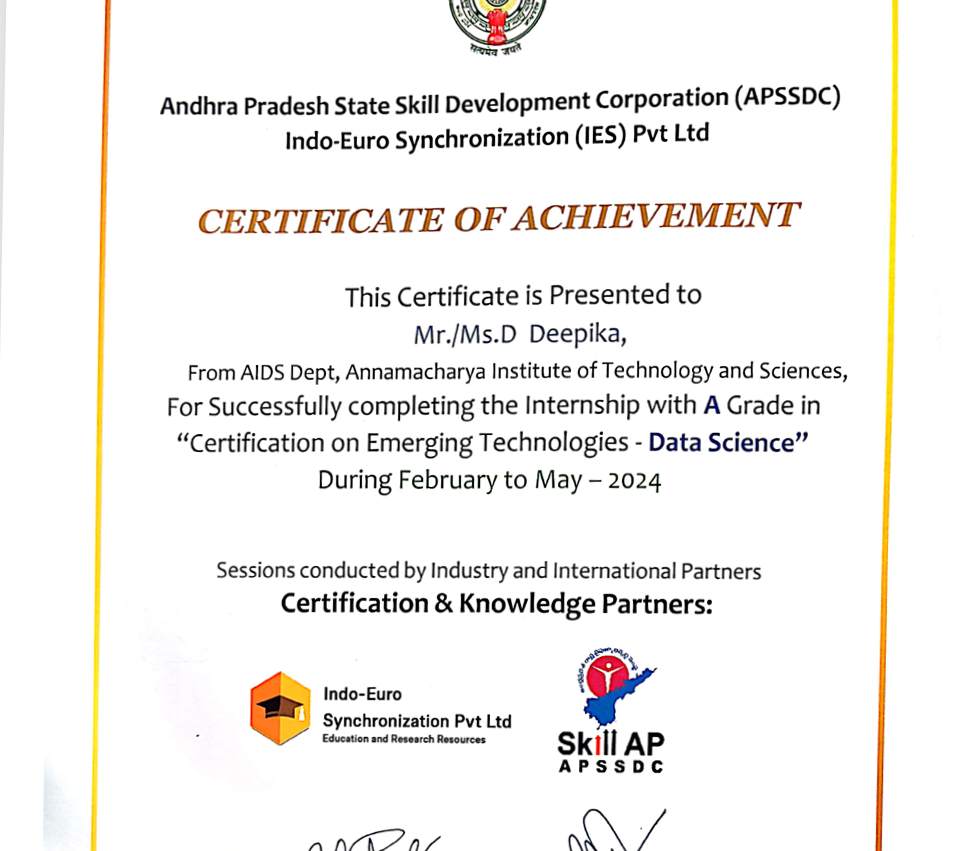 सत्यमेव जयते
Andhra Pradesh State Skill Development Corporation (APSSDC)
Indo-Euro Synchronization (IES) Pvt Ltd
CERTIFICATE OF ACHIEVEMENT
This Certificate is Presented to
Mr./Ms.D Deepika,
From AIDS Dept, Annamacharya Institute of Technology and Sciences,
For Successfully completing the Internship with A Grade in
“Certification on Emerging Technologies - Data Science”
During February to May – 2024
Sessions conducted by Industry and International Partners
Certification & Knowledge Partners:
Indo-Euro
Synchronization Pvt Ltd
Education and Research Resources
Skill AP
APSSDC